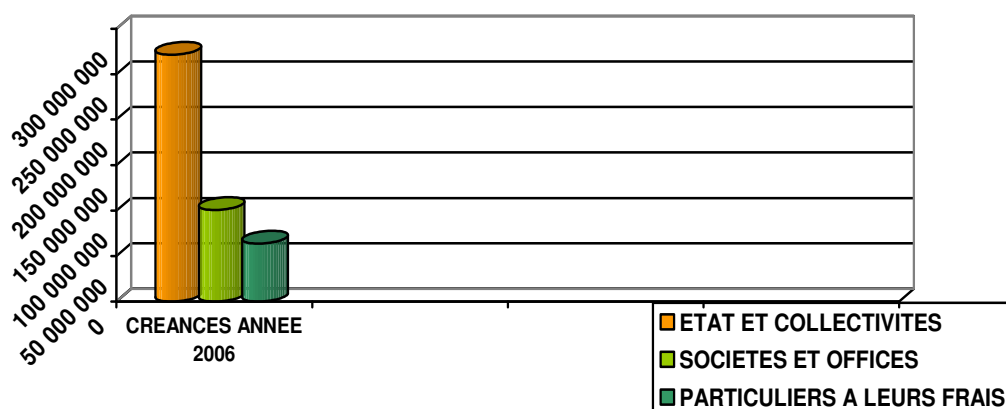 300 000 000
250 000 000
200 000 000
150 000 000
100 000 000
50 000 000
0
CREANCES ANNEE
2006
ETAT ET COLLECTIVITES
SOCIETES ET OFFICES
PARTICULIERS A LEURS FRAIS